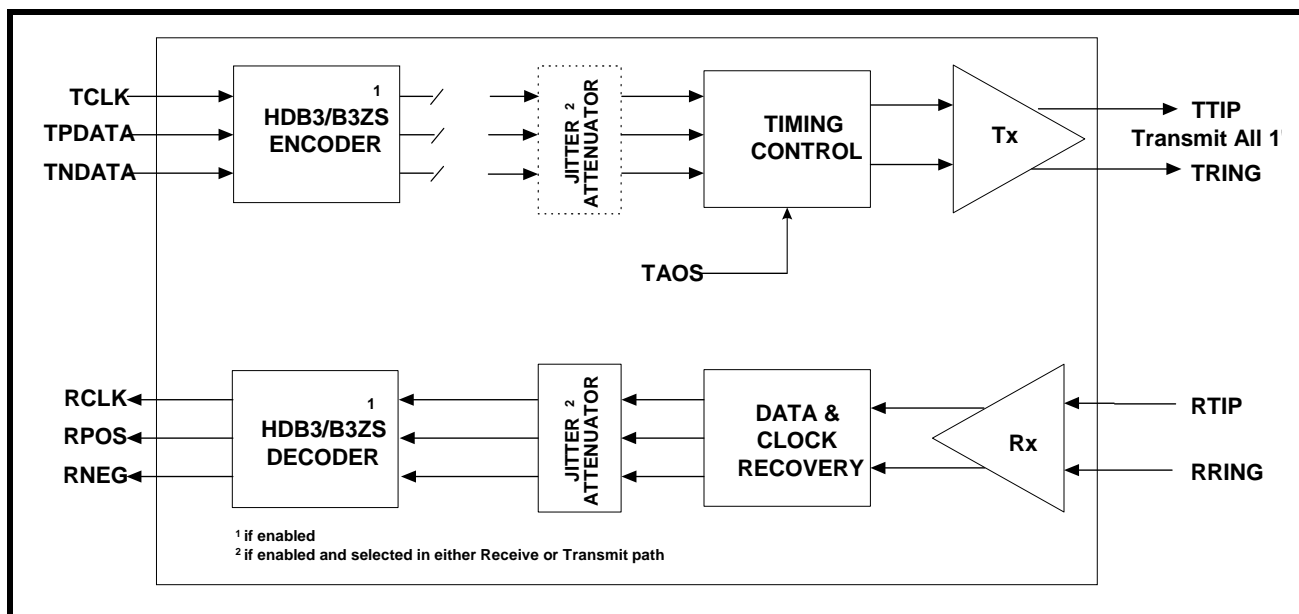 TCLK
TPDATA
TNDATA
1
HDB3/B3ZS
ENCODER
JITTER 2
ATTENUATOR
TIMING
CONTROL
Tx
TTIP
Transmit All 1'
TRING
TAOS
RCLK
RPOS
RNEG
1
HDB3/B3ZS
DECODER
JITTER 2
ATTENUATOR
DATA &
CLOCK
RECOVERY
Rx
RTIP
RRING
1 if enabled
2 if enabled and selected in either Receive or Transmit path